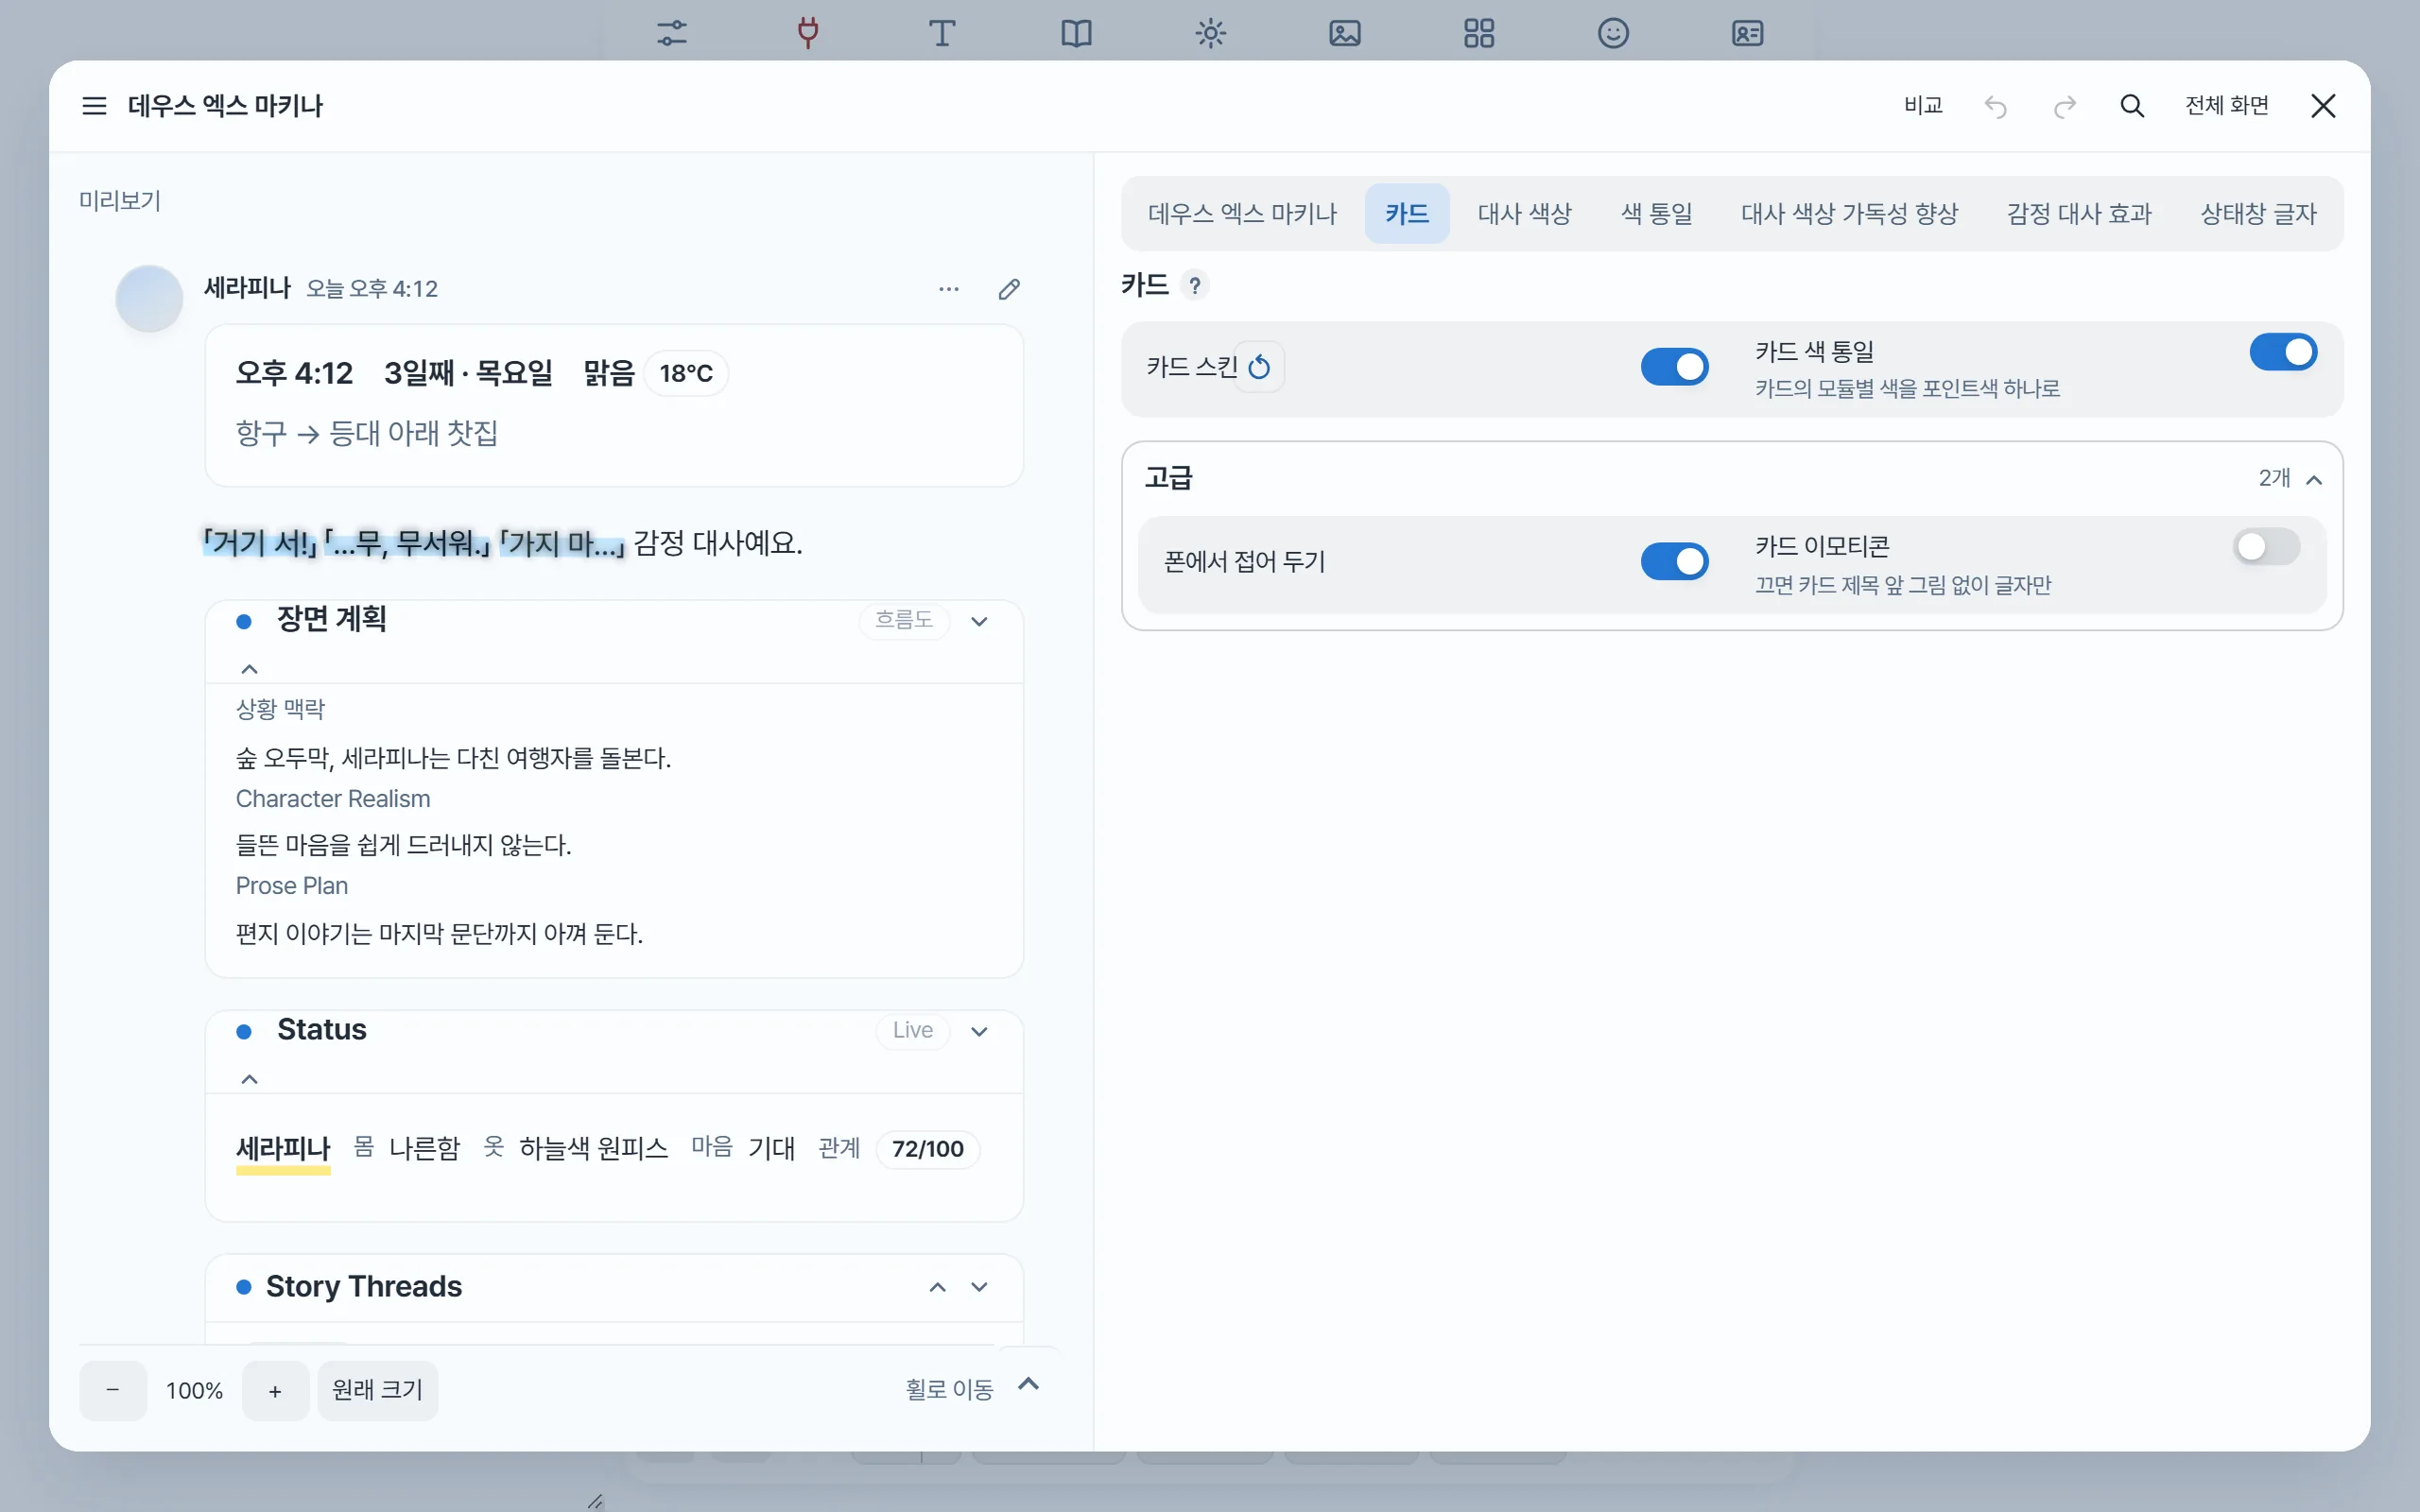 데우스 엑스 마키나
비교
전체 화면
미리보기
세라피나 오늘 오후 4:12
오후 4:12 3일째 · 목요일 맑음 18°C
항구 → 등대 아래 찻집
「거기 서!」 「...무, 무서워.」 「가지 마...」 감정 대사예요.
장면 계획 흐름도
상황 맥락
숲 오두막, 세라피나는 다친 여행자를 돌본다.
Character Realism
들뜬 마음을 쉽게 드러내지 않는다.
Prose Plan
편지 이야기는 마지막 문단까지 아껴 둔다.
Status Live
세라피나 몸 나른함 옷 하늘색 원피스 마음 기대 관계 72/100
Story Threads
− 100% + 원래 크기 휠로 이동
데우스 엑스 마키나 카드 대사 색상 색 통일 대사 색상 가독성 향상 감정 대사 효과 상태창 글자
카드 ?
카드 스킨
카드 색 통일
카드의 모듈별 색을 포인트색 하나로
고급 2개
폰에서 접어 두기
카드 이모티콘
끄면 카드 제목 앞 그림 없이 글자만